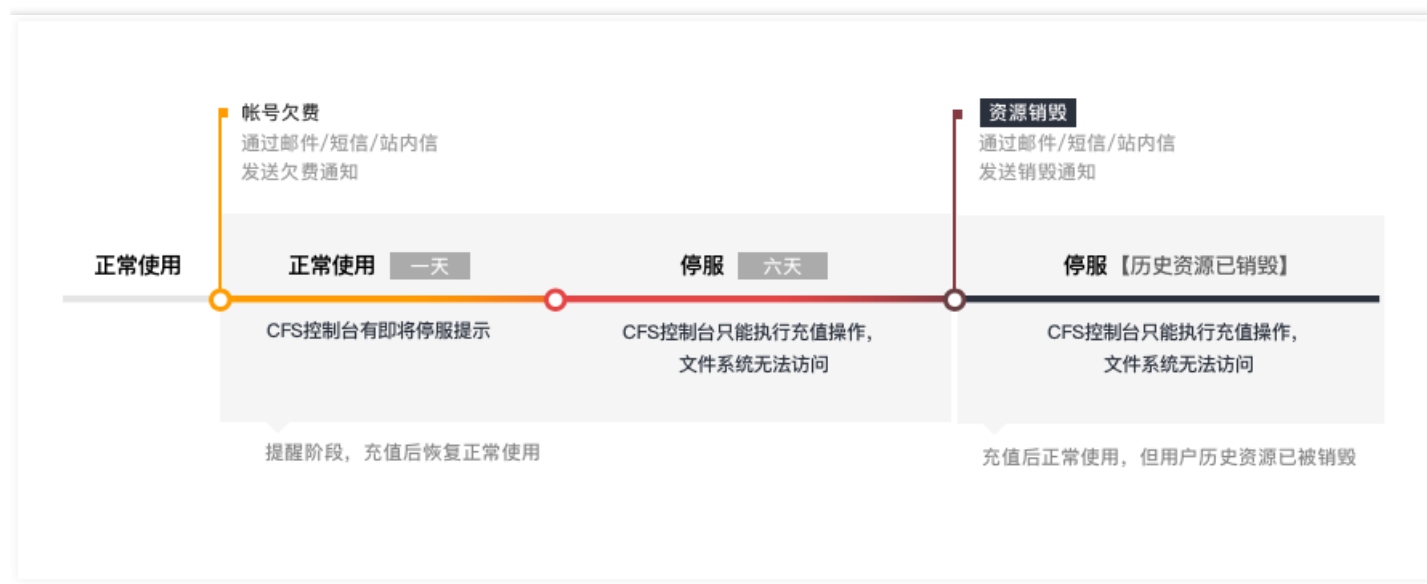 帐号欠费
通过邮件/短信/站内信
发送欠费通知
资源销毁
通过邮件/短信/站内信
发送销毁通知
正常使用
正常使用 一天
停服 六天
停服【历史资源已销毁】
CFS控制台有即将停服提示
CFS控制台只能执行充值操作，
文件系统无法访问
CFS控制台只能执行充值操作，
文件系统无法访问
提醒阶段，充值后恢复正常使用
充值后正常使用，但用户历史资源已被销毁